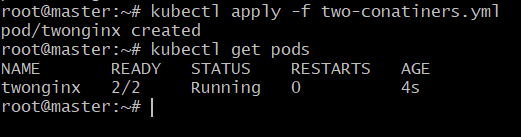 root@master:~# kubectl apply -f two-conatiners.yml
pod/twonginx created
root@master:~# kubectl get pods
NAME READY STATUS RESTARTS AGE
twonginx 2/2 Running 0 4s
root@master:~#